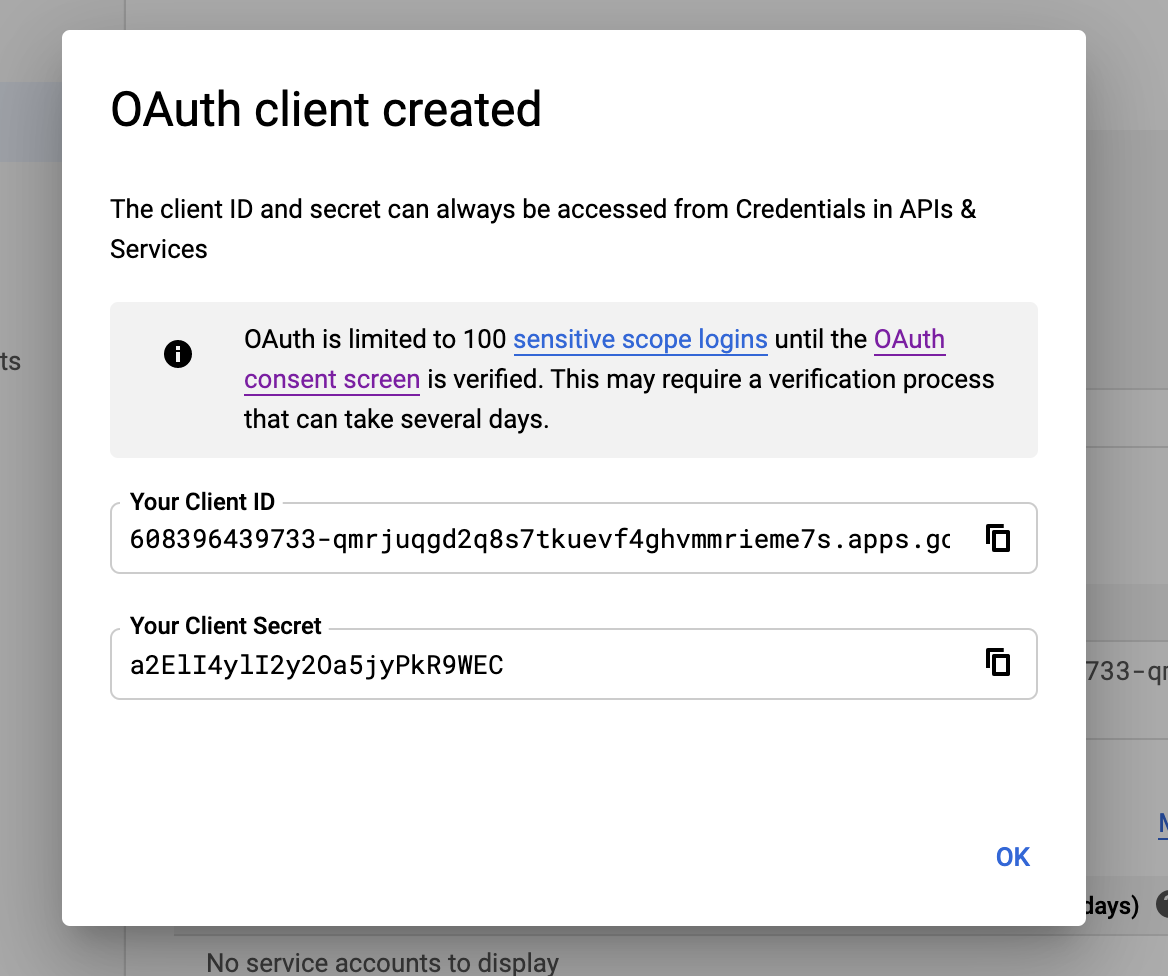 OAuth client created
The client ID and secret can always be accessed from Credentials in APIs &
Services
ts
OAuth is limited to 100 sensitive scope logins until the OAuth
consent screen is verified. This may require a verification process
that can take several days.
Your Client ID
608396439733-qmrjuqgd2q8s7tkuevf4ghvmmrieme7s.apps.gc
Your Client Secret
a2ElI4ylI2y2Oa5jyPkR9WEC
733-qr
OK
days)
No service accounts to display